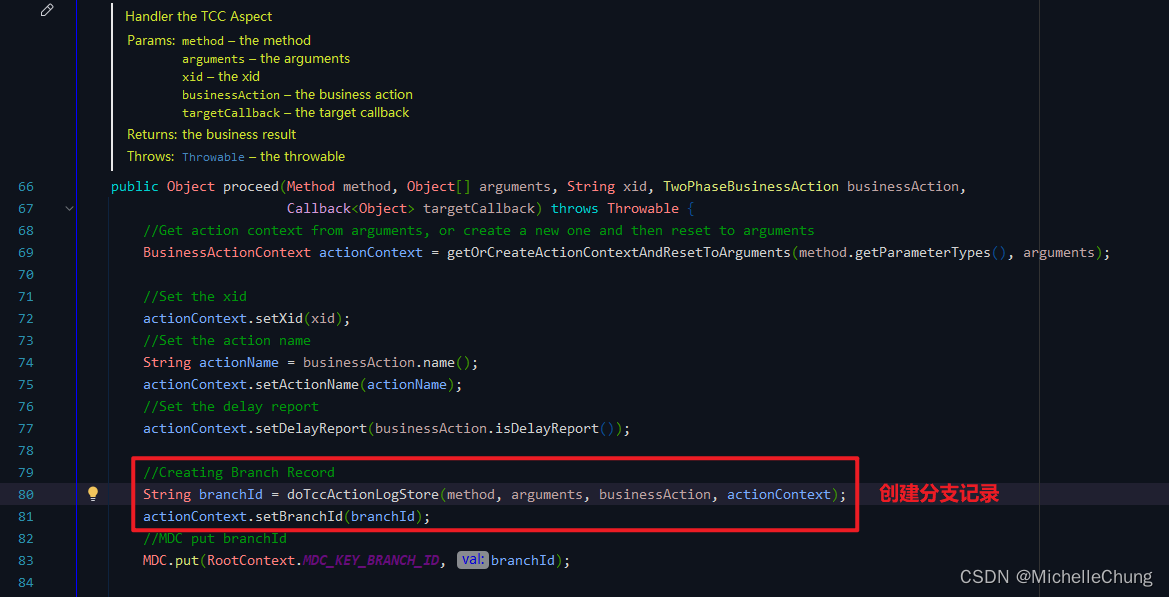 Handler the TCC Aspect
Params: method – the method
arguments – the arguments
xid – the xid
businessAction – the business action
targetCallback – the target callback
Returns: the business result
Throws: Throwable – the throwable
66 public Object proceed(Method method, Object[] arguments, String xid, TwoPhaseBusinessAction businessAction,
67 Callback<Object> targetCallback) throws Throwable {
68 //Get action context from arguments, or create a new one and then reset to arguments
69 BusinessActionContext actionContext = getOrCreateActionContextAndResetToArguments(method.getParameterTypes(), arguments);
70
71 //Set the xid
72 actionContext.setXid(xid);
73 //Set the action name
74 String actionName = businessAction.name();
75 actionContext.setActionName(actionName);
76 //Set the delay report
77 actionContext.setDelayReport(businessAction.isDelayReport());
78
79 //Creating Branch Record
80 String branchId = doTccActionLogStore(method, arguments, businessAction, actionContext); 创建分支记录
81 actionContext.setBranchId(branchId);
82 //MDC put branchId
83 MDC.put(RootContext.MDC_KEY_BRANCH_ID, val: branchId);
84
CSDN @MichelleChung